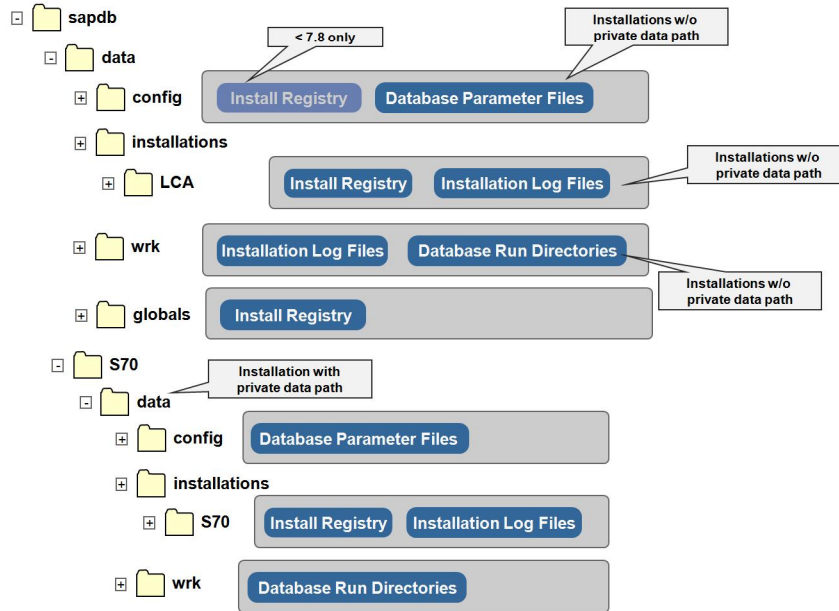 sapdb
< 7.8 only
Installations w/o
private data path
data
config
Install Registry
Database Parameter Files
installations
Installations w/o
private data path
LCA
Install Registry
Installation Log Files
wrk
Installation Log Files
Database Run Directories
Installations w/o
private data path
globals
Install Registry
S70
Installation with
private data path
data
config
Database Parameter Files
installations
S70
Install Registry
Installation Log Files
wrk
Database Run Directories